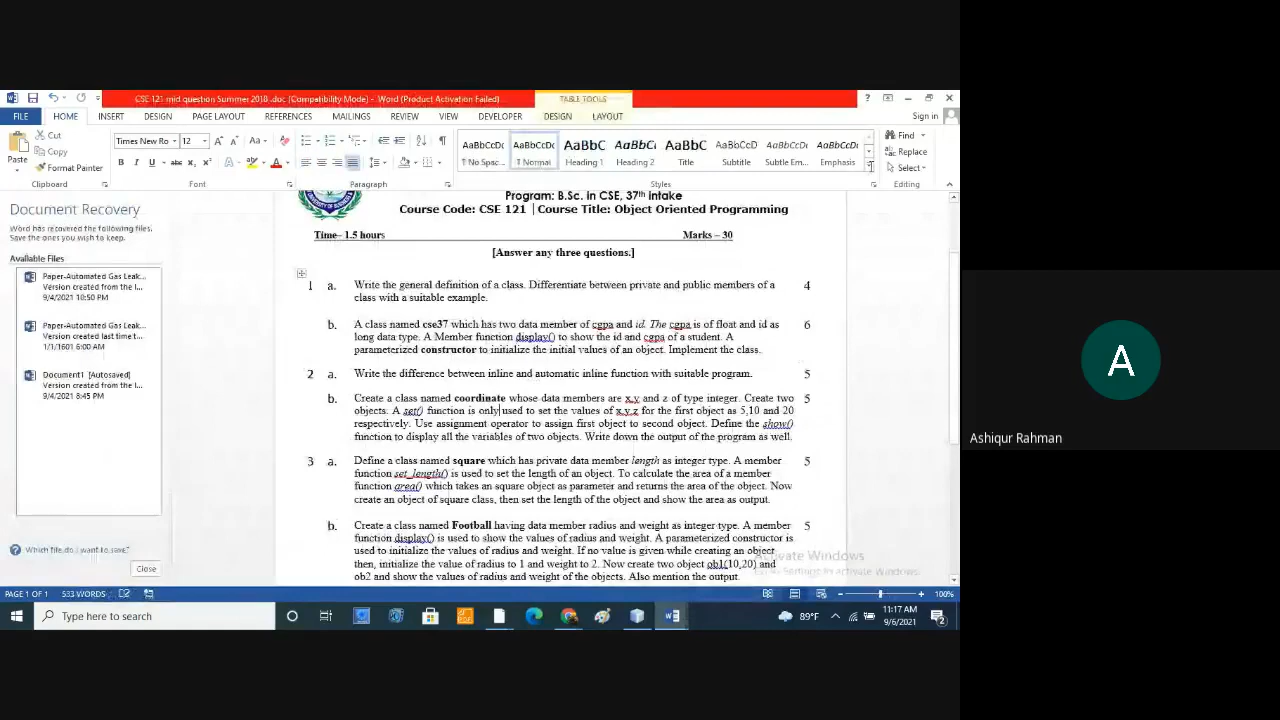 CSE 121 mid question Summer 2018 .doc [Compatibility Mode] - Word (Product Activation Failed)
TABLE TOOLS
FILE HOME INSERT DESIGN PAGE LAYOUT REFERENCES MAILINGS REVIEW VIEW DEVELOPER DESIGN LAYOUT Sign in
Paste
Cut
Copy
Format Painter
Times New Ro 12
AaBbCcDc AaBbCcDc AaBbC AaBbCc AaBbC AaBbCcD AaBbCcDc AaBbCcDc
¶ No Spac... ¶ Normal Heading 1 Heading 2 Title Subtitle Subtle Em... Emphasis
Find
Replace
Select
Clipboard Font Paragraph Styles Editing
Document Recovery
Word has recovered the following files.
Save the ones you wish to keep.
Available Files
Paper-Automated Gas Leak...
Version created from the l...
9/4/2021 10:50 PM
Paper-Automated Gas Leak...
Version created last time t...
1/1/1601 6:00 AM
Document1 [Autosaved]
Version created from the l...
9/4/2021 8:45 PM
Which file do I want to save?
Close
Program: B.Sc. in CSE, 37th intake
Course Code: CSE 121 Course Title: Object Oriented Programming
Time– 1.5 hours Marks – 30
[Answer any three questions.]
1 a. Write the general definition of a class. Differentiate between private and public members of a 4
class with a suitable example.
b. A class named cse37 which has two data member of cgpa and id. The cgpa is of float and id as 6
long data type. A Member function display() to show the id and cgpa of a student. A
parameterized constructor to initialize the initial values of an object. Implement the class.
2 a. Write the difference between inline and automatic inline function with suitable program. 5
b. Create a class named coordinate whose data members are x,y and z of type integer. Create two 5
objects. A set() function is only used to set the values of x,y,z for the first object as 5,10 and 20
respectively. Use assignment operator to assign first object to second object. Define the show()
function to display all the variables of two objects. Write down the output of the program as well.
3 a. Define a class named square which has private data member length as integer type. A member 5
function set_length() is used to set the length of an object. To calculate the area of a member
function area() which takes an square object as parameter and returns the area of the object. Now
create an object of square class, then set the length of the object and show the area as output.
b. Create a class named Football having data member radius and weight as integer type. A member 5
function display() is used to show the values of radius and weight. A parameterized constructor is
used to initialize the values of radius and weight. If no value is given while creating an object
then, initialize the value of radius to 1 and weight to 2. Now create two object ob1(10,20) and
ob2 and show the values of radius and weight of the objects. Also mention the output.
Activate Windows
Go to Settings to activate Windows.
PAGE 1 OF 1 533 WORDS 100%
Type here to search
89°F
11:17 AM
9/6/2021
2
A
Ashiqur Rahman